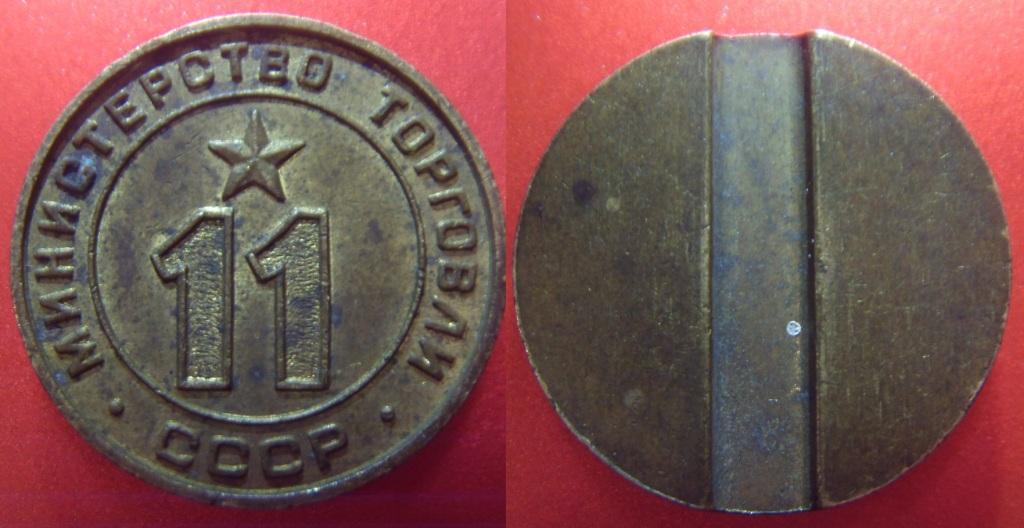 МИНИСТЕРСТВО ТОРГОВЛИ
11
• СССР •